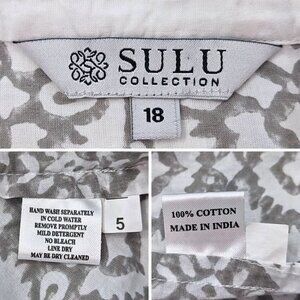 SULU
COLLECTION
18
HAND WASH SEPARATELY
IN COLD WATER
REMOVE PROMPTLY
MILD DETERGENT
NO BLEACH
LINE DRY
MAY BE DRY CLEANED
5
100% COTTON
MADE IN INDIA